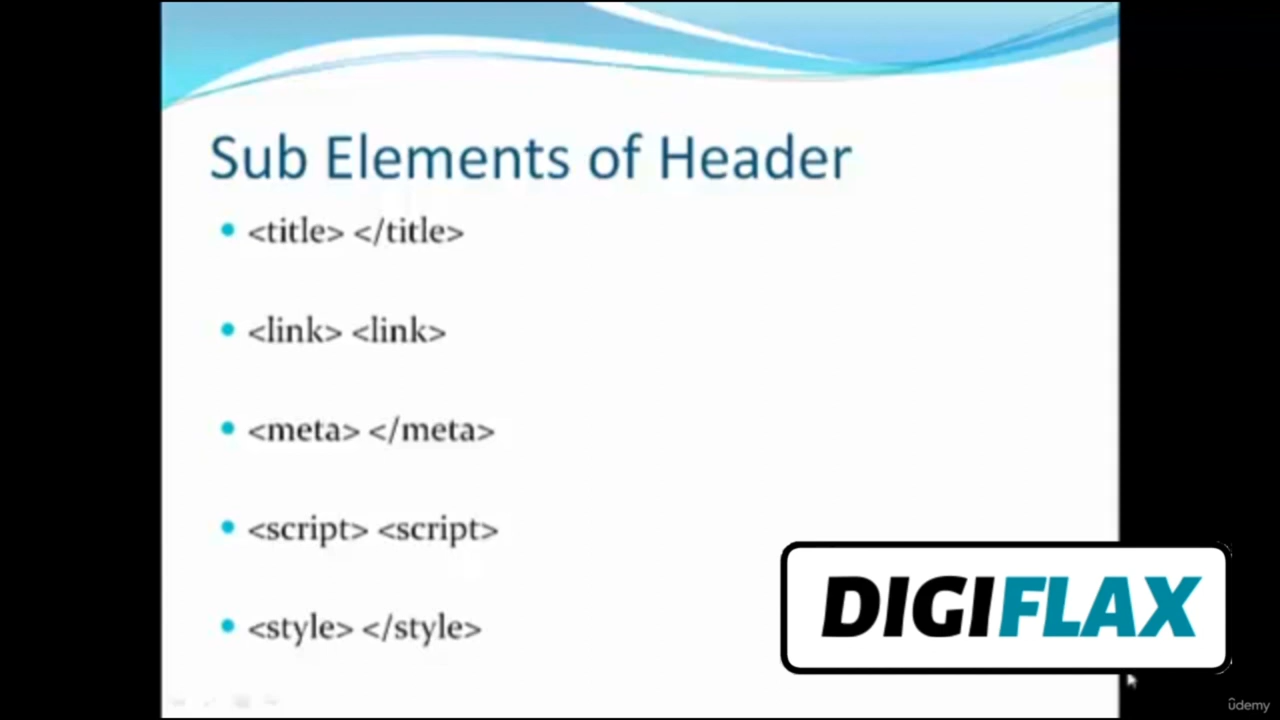 Sub Elements of Header
<title> </title>
<link> <link>
<meta> </meta>
<script> <script>
<style> </style>
DIGIFLAX
ûdemy